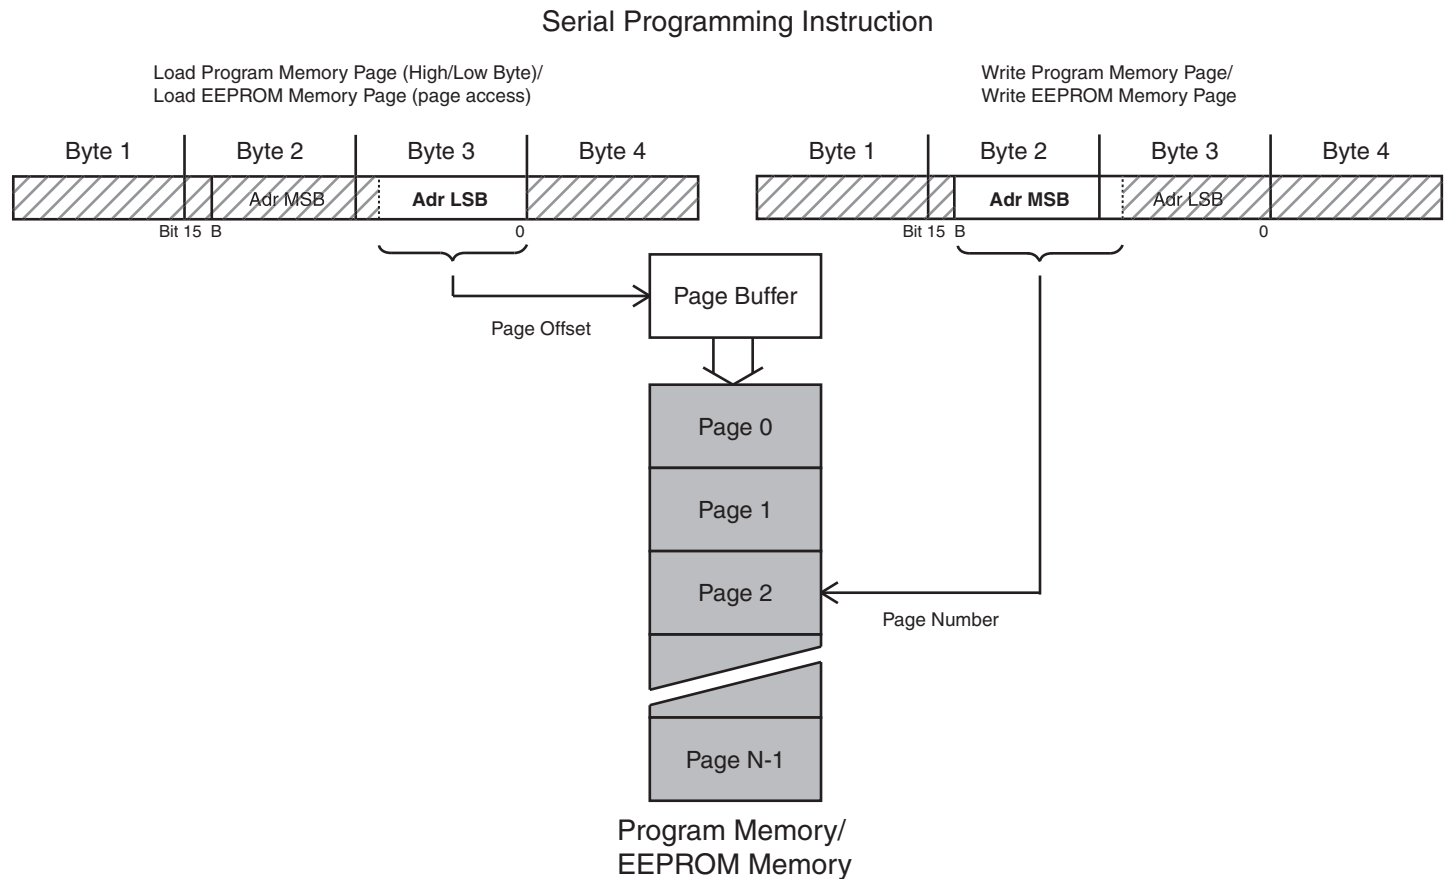 Serial Programming Instruction
Load Program Memory Page (High/Low Byte)/
Load EEPROM Memory Page (page access)
Write Program Memory Page/
Write EEPROM Memory Page
Byte 1 Byte 2 Byte 3 Byte 4
Adr MSB Adr LSB
Bit 15 B 0
Byte 1 Byte 2 Byte 3 Byte 4
Adr MSB Adr LSB
Bit 15 B 0
Page Buffer
Page Offset
Page 0
Page 1
Page 2
Page Number
Page N-1
Program Memory/
EEPROM Memory